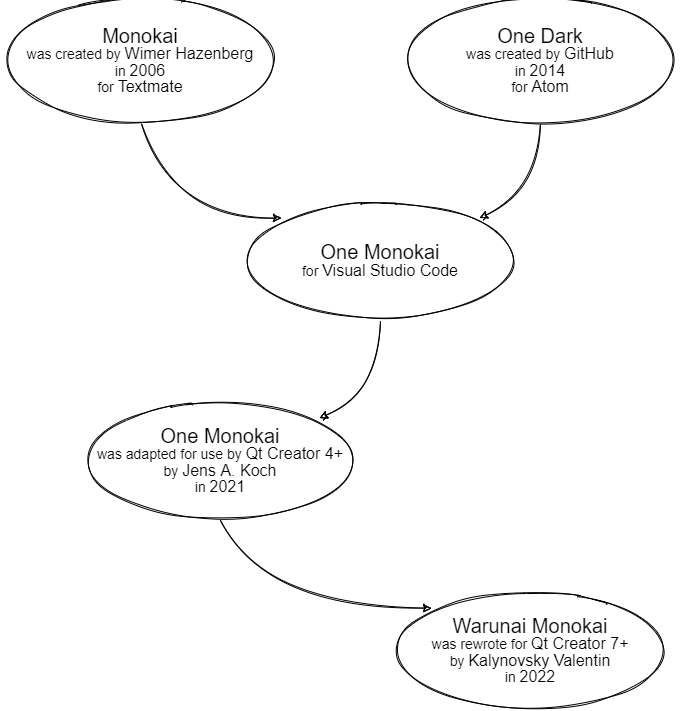 Monokai
was created by Wimer Hazenberg
in 2006
for Textmate
One Dark
was created by GitHub
in 2014
for Atom
One Monokai
for Visual Studio Code
One Monokai
was adapted for use by Qt Creator 4+
by Jens A. Koch
in 2021
Warunai Monokai
was rewrote for Qt Creator 7+
by Kalynovsky Valentin
in 2022